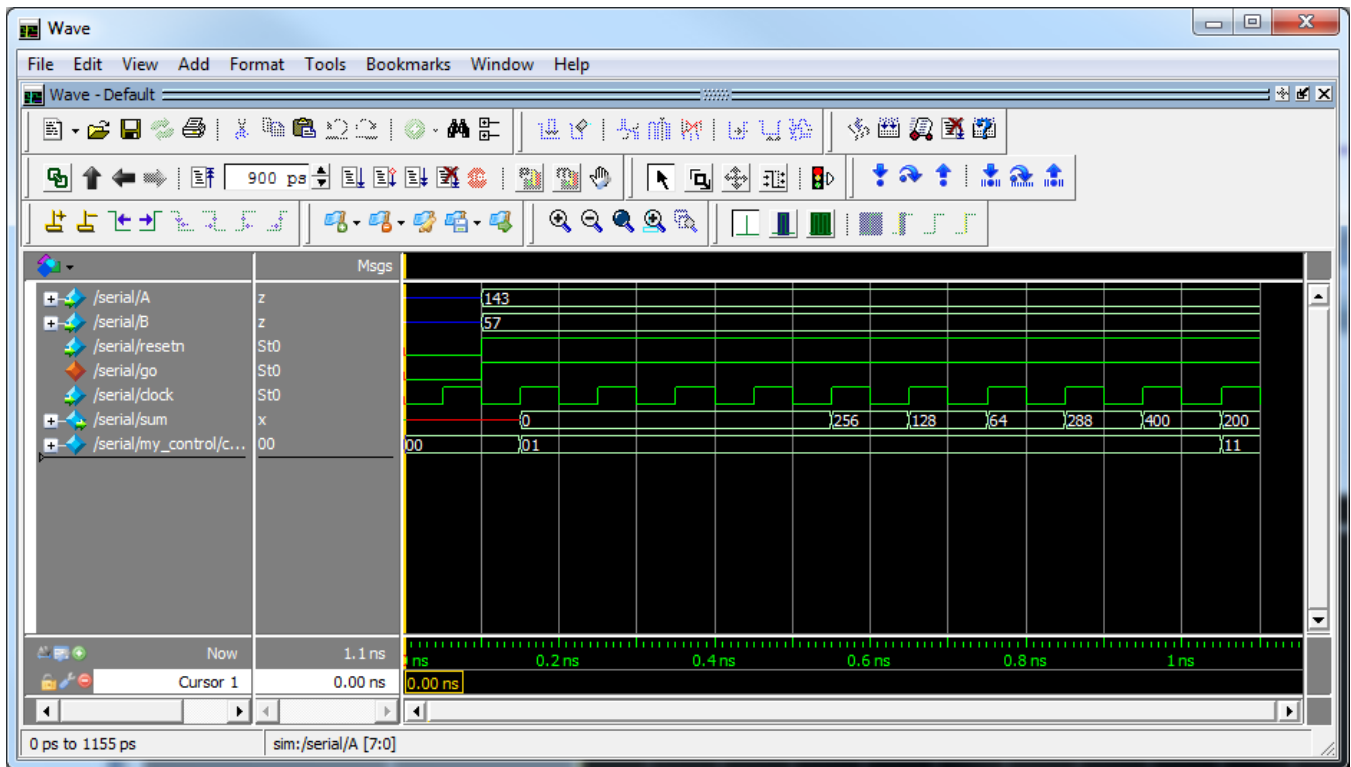 Wave
File Edit View Add Format Tools Bookmarks Window Help
Wave - Default
900 ps
Msgs
/serial/A z 143
/serial/B z 57
/serial/resetn St0
/serial/go St0
/serial/clock St0
/serial/sum x 0 256 128 64 288 400 200
/serial/my_control/c... 00 00 01 11
Now 1.1 ns ns 0.2 ns 0.4 ns 0.6 ns 0.8 ns 1 ns
Cursor 1 0.00 ns 0.00 ns
0 ps to 1155 ps sim:/serial/A [7:0]